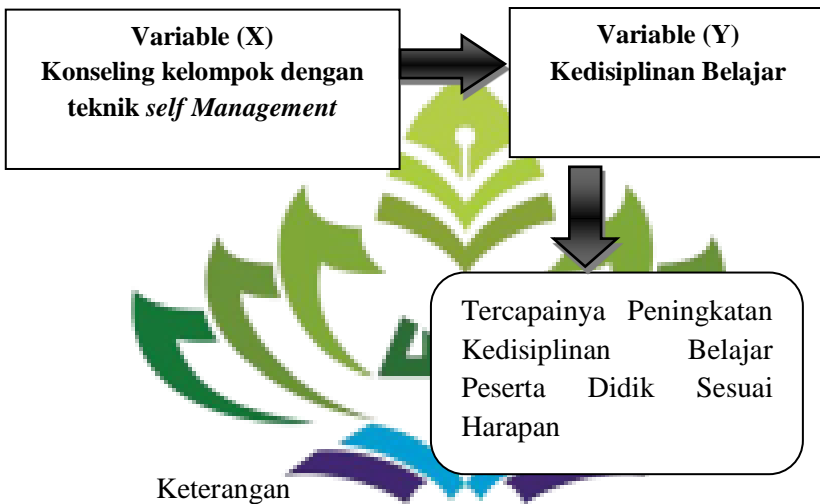 Variable (X)
Konseling kelompok dengan
teknik self Management
Variable (Y)
Kedisiplinan Belajar
Tercapainya Peningkatan
Kedisiplinan Belajar
Peserta Didik Sesuai
Harapan
Keterangan